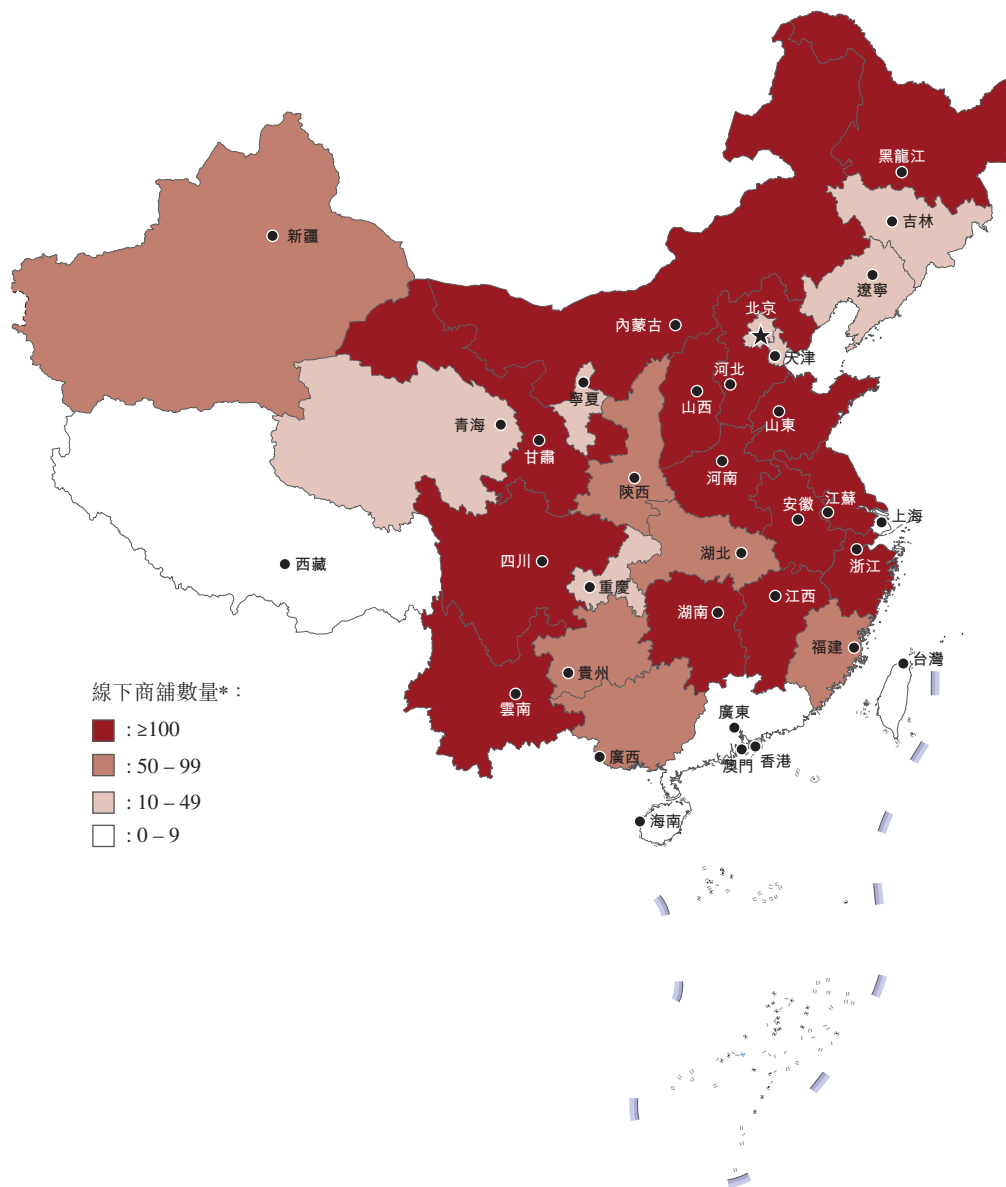 黑龍江
吉林
新疆
遼寧
北京
內蒙古
天津
河北
寧夏
山西
山東
青海
甘肅
河南
陝西
安徽
江蘇
上海
湖北
四川
浙江
西藏
重慶
江西
湖南
福建
台灣
貴州
線下商舖數量*：
雲南
廣東
: ≥100
廣西
澳門
香港
: 50 – 99
: 10 – 49
海南
: 0 – 9